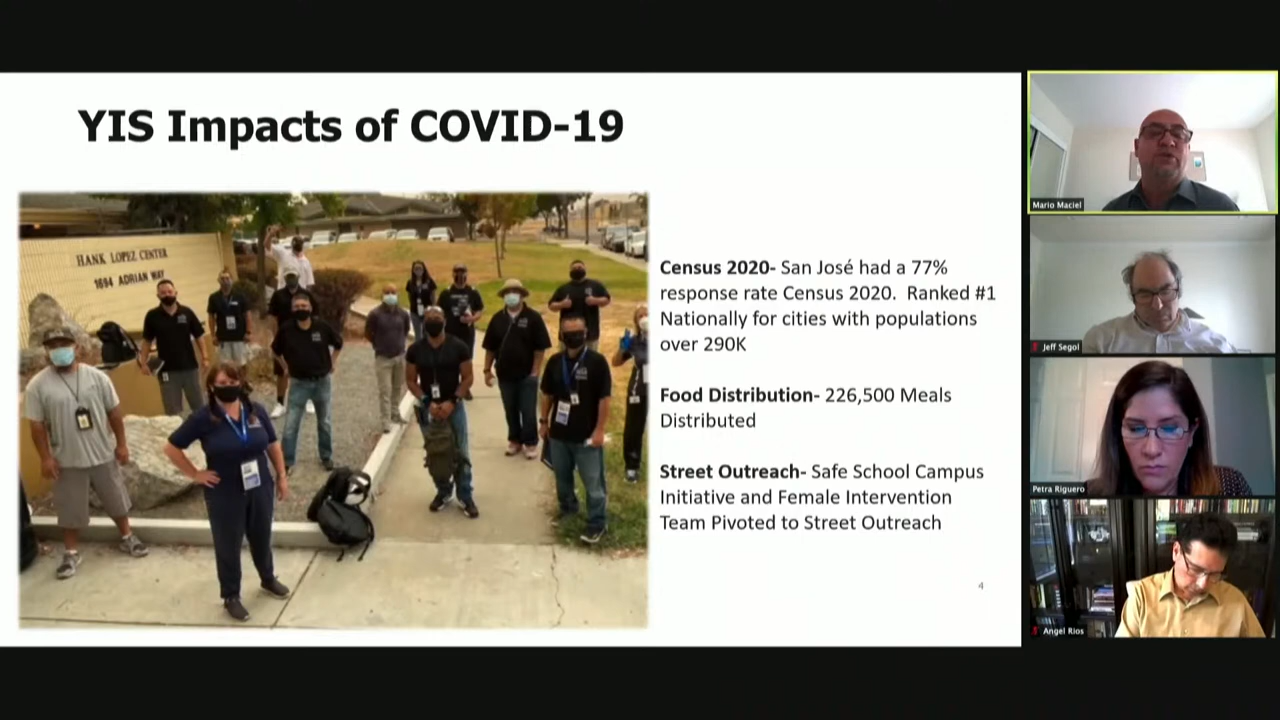 YIS Impacts of COVID-19
HANK LOPEZ CENTER
1694 ADRIAN WAY
Census 2020- San José had a 77%
response rate Census 2020.  Ranked #1
Nationally for cities with populations
over 290K
Food Distribution- 226,500 Meals
Distributed
Street Outreach- Safe School Campus
Initiative and Female Intervention
Team Pivoted to Street Outreach
4
Mario Maciel
Jeff Segol
Petra Riguero
Angel Rios